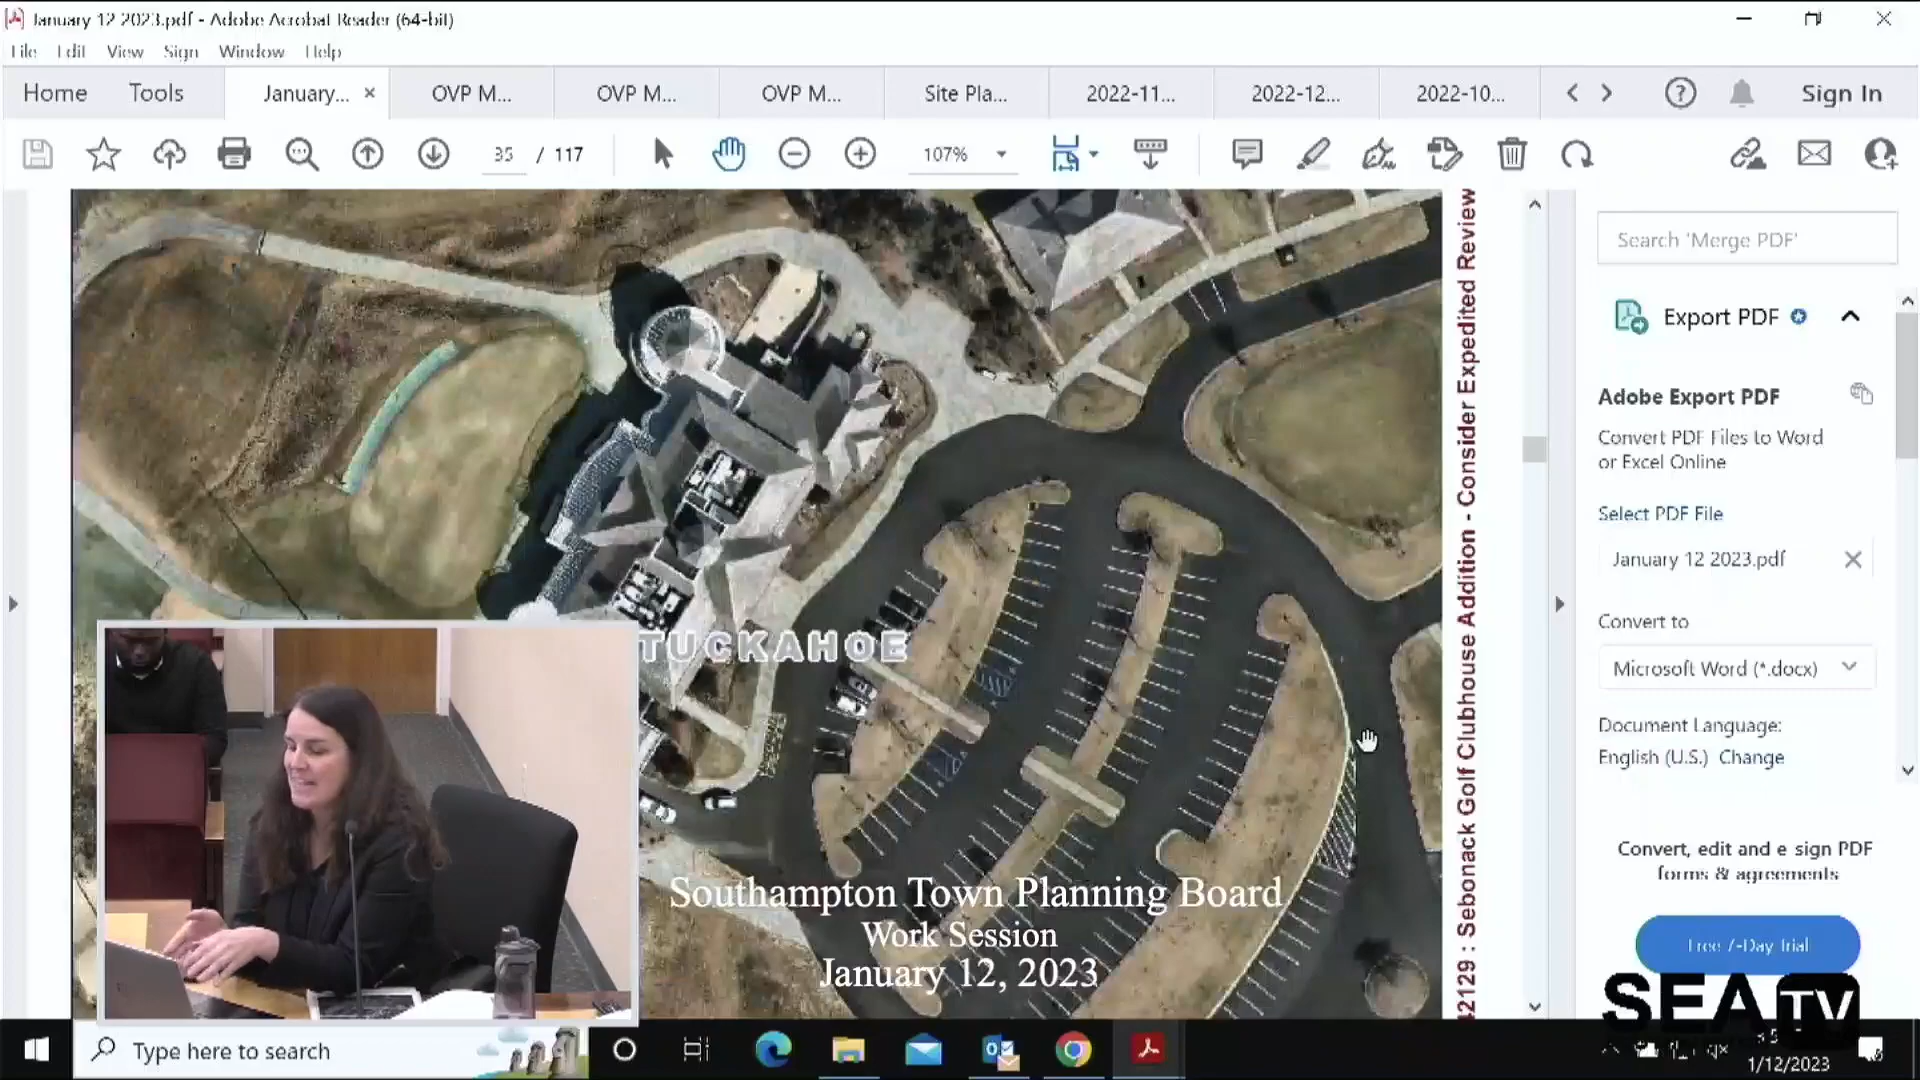 January 12 2023.pdf - Adobe Acrobat Reader (64-bit)
File Edit View Sign Window Help
Home Tools January... × OVP M... OVP M... OVP M... Site Pla... 2022-11... 2022-12... 2022-10... Sign In
35 / 117 107%
Search 'Merge PDF'
Export PDF
Adobe Export PDF
Convert PDF Files to Word
or Excel Online
Select PDF File
January 12 2023.pdf
Convert to
Microsoft Word (*.docx)
Document Language:
English (U.S.) Change
Convert, edit and e-sign PDF
forms & agreements
Free 7-Day Trial
: Sebonack Golf Clubhouse Addition - Consider Expedited Review
TUCKAHOE
Southampton Town Planning Board
Work Session
January 12, 2023
SEA TV
Type here to search
1/12/2023